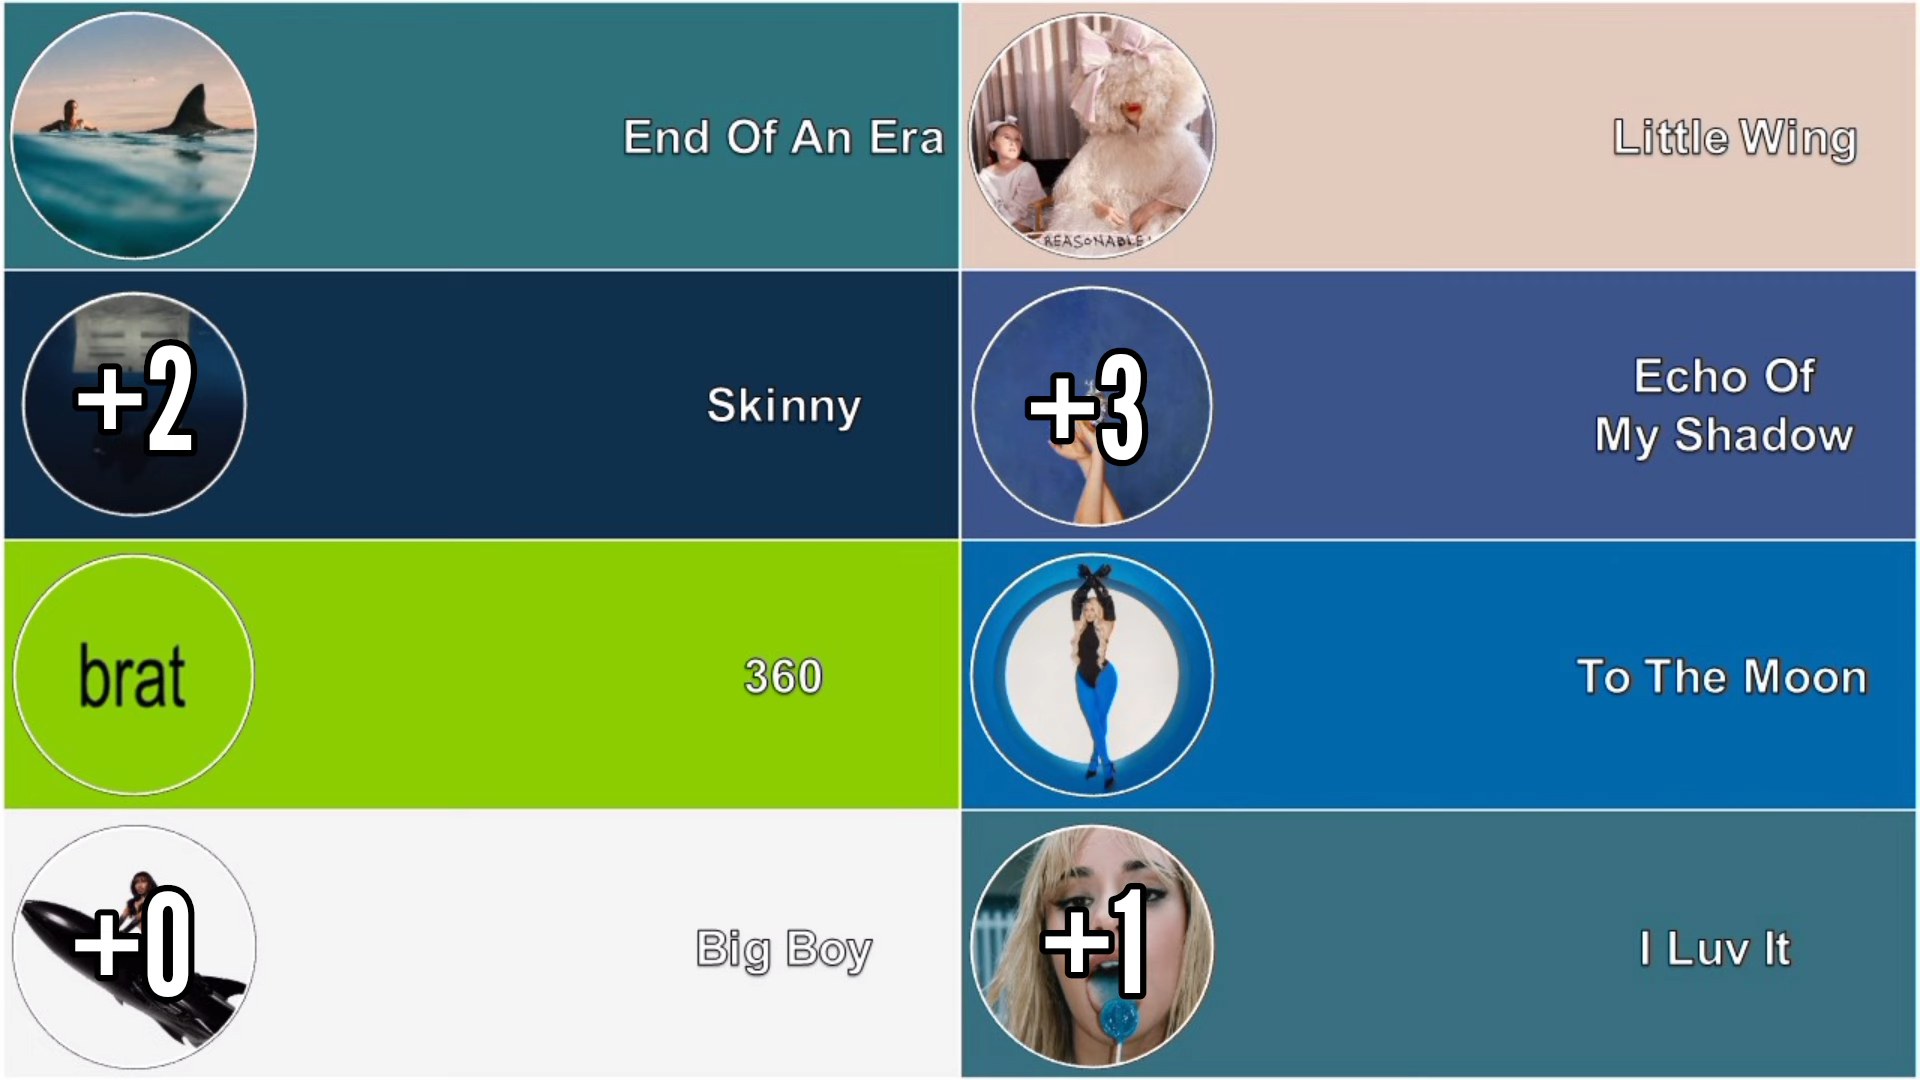 End Of An Era
REASONABLE
Little Wing
+2
Skinny
+3
Echo Of
My Shadow
brat
360
To The Moon
+0
Big Boy
+1
I Luv It